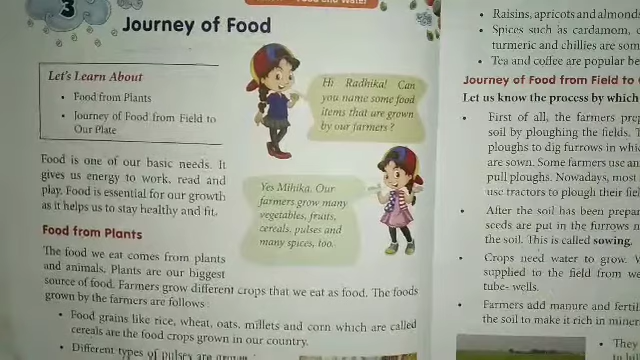 3
Journey of Food
Let's Learn About
• Food from Plants
• Journey of Food from Field to
Our Plate
Hi Radhika! Can
you name some food
items that are grown
by our farmers ?
Food is one of our basic needs. It
gives us energy to work, read and
play. Food is essential for our growth
as it helps us to stay healthy and fit.
Yes Mihika. Our
farmers grow many
vegetables, fruits,
cereals, pulses and
many spices, too.
Food from Plants
The food we eat comes from plants
and animals. Plants are our biggest
source of food. Farmers grow different crops that we eat as food. The foods
grown by the farmers are follows
• Food grains like rice, wheat, oats, millets and corn which are called
cereals are the food crops grown in our country.
• Different types of pulses are grown
• Raisins, apricots and almonds
• Spices such as cardamom,
turmeric and chillies are
• Tea and coffee are popular
Journey of Food from Field to
Let us know the process by which
• First of all, the farmers
soil by ploughing the fields.
ploughs to dig furrows in
are sown. Some farmers use
pull ploughs. Nowadays, most
use tractors to plough their
• After the soil has been
seeds are put in the furrows
the soil. This is called sowing.
• Crops need water to grow.
supplied to the field from
tube- wells.
• Farmers add manure and
the soil to make it rich in
• They